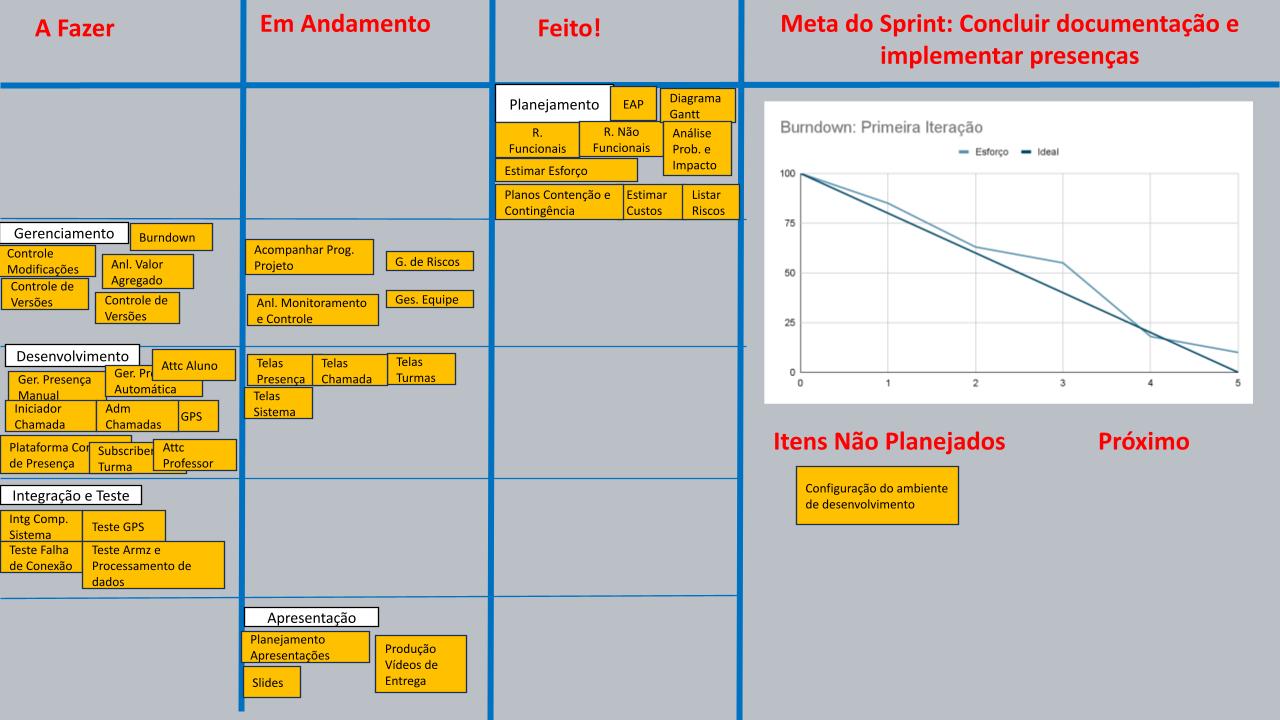 A Fazer
Em Andamento
Feito!
Meta do Sprint: Concluir documentação e
implementar presenças
Planejamento
EAP
Diagrama
Gantt
R.
Funcionais
R. Não
Funcionais
Análise
Prob. e
Impacto
Estimar Esforço
Planos Contenção e
Contingência
Estimar
Custos
Listar
Riscos
Burndown: Primeira Iteração
Esforço
Ideal
100
75
50
25
0
0
1
2
3
4
5
Gerenciamento
Burndown
Controle
Modificações
Anl. Valor
Agregado
Controle de
Versões
Controle de
Versões
Acompanhar Prog.
Projeto
G. de Riscos
Anl. Monitoramento
e Controle
Ges. Equipe
Desenvolvimento
Attc Aluno
Ger. Presença
Manual
Ger.
Automática
Iniciador
Chamada
Adm
Chamadas
GPS
Plataforma
de Presença
Subscriber
Turma
Attc
Professor
Telas
Presença
Telas
Chamada
Telas
Turmas
Telas
Sistema
Itens Não Planejados
Próximo
Configuração do ambiente
de desenvolvimento
Integração e Teste
Intg Comp.
Sistema
Teste GPS
Teste Falha
de Conexão
Teste Armz e
Processamento de
dados
Apresentação
Planejamento
Apresentações
Produção
Vídeos de
Entrega
Slides